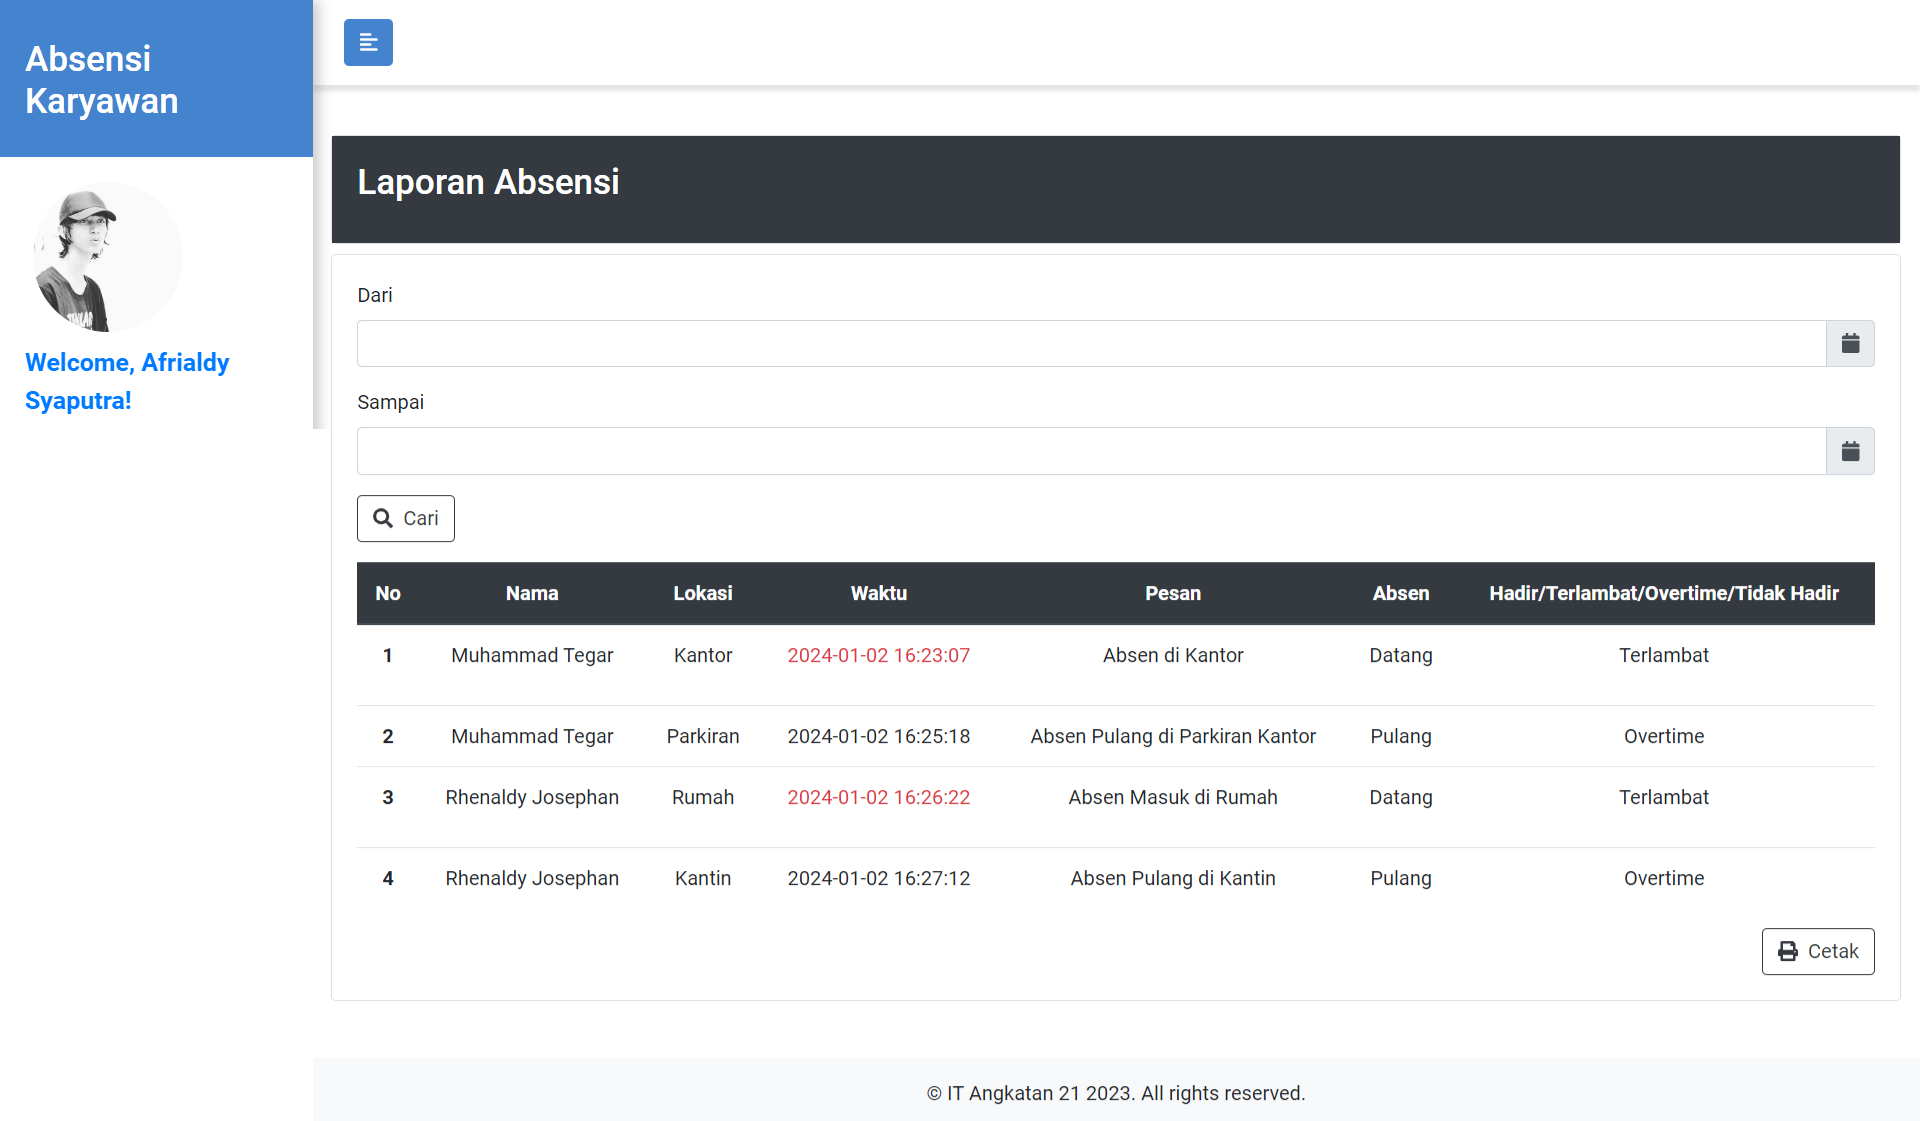 Absensi
Karyawan
Welcome, Afrialdy
Syaputra!
Laporan Absensi
Dari
Sampai
Cari
No Nama Lokasi Waktu Pesan Absen Hadir/Terlambat/Overtime/Tidak Hadir
1 Muhammad Tegar Kantor 2024-01-02 16:23:07 Absen di Kantor Datang Terlambat
2 Muhammad Tegar Parkiran 2024-01-02 16:25:18 Absen Pulang di Parkiran Kantor Pulang Overtime
3 Rhenaldy Josephan Rumah 2024-01-02 16:26:22 Absen Masuk di Rumah Datang Terlambat
4 Rhenaldy Josephan Kantin 2024-01-02 16:27:12 Absen Pulang di Kantin Pulang Overtime
Cetak
© IT Angkatan 21 2023. All rights reserved.